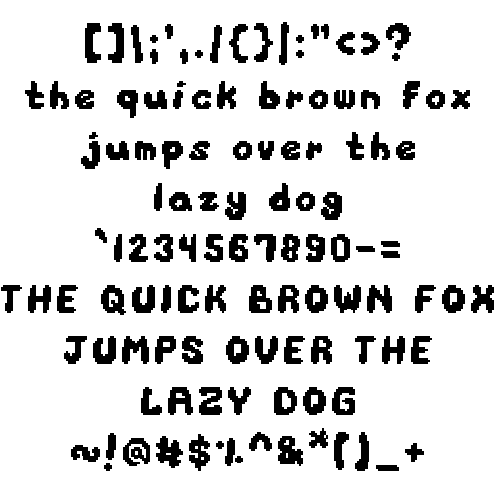 []\;',./{}|:"<>?
the quick brown fox
jumps over the
lazy dog
`1234567890-=
THE QUICK BROWN FOX
JUMPS OVER THE
LAZY DOG
~!@#$%^&*()_+